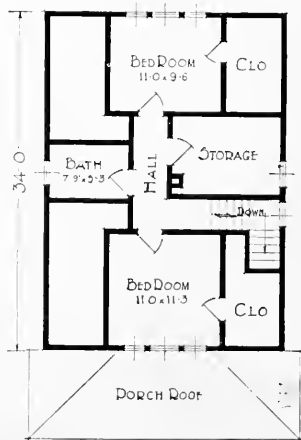 BED ROOM
11·0 x 9·6
CLO
BATH
7·9" x 5·3
HALL
STORAGE
34·0·
DOWN
BED ROOM
11·0 x 11·3
CLO
PORCH ROOF